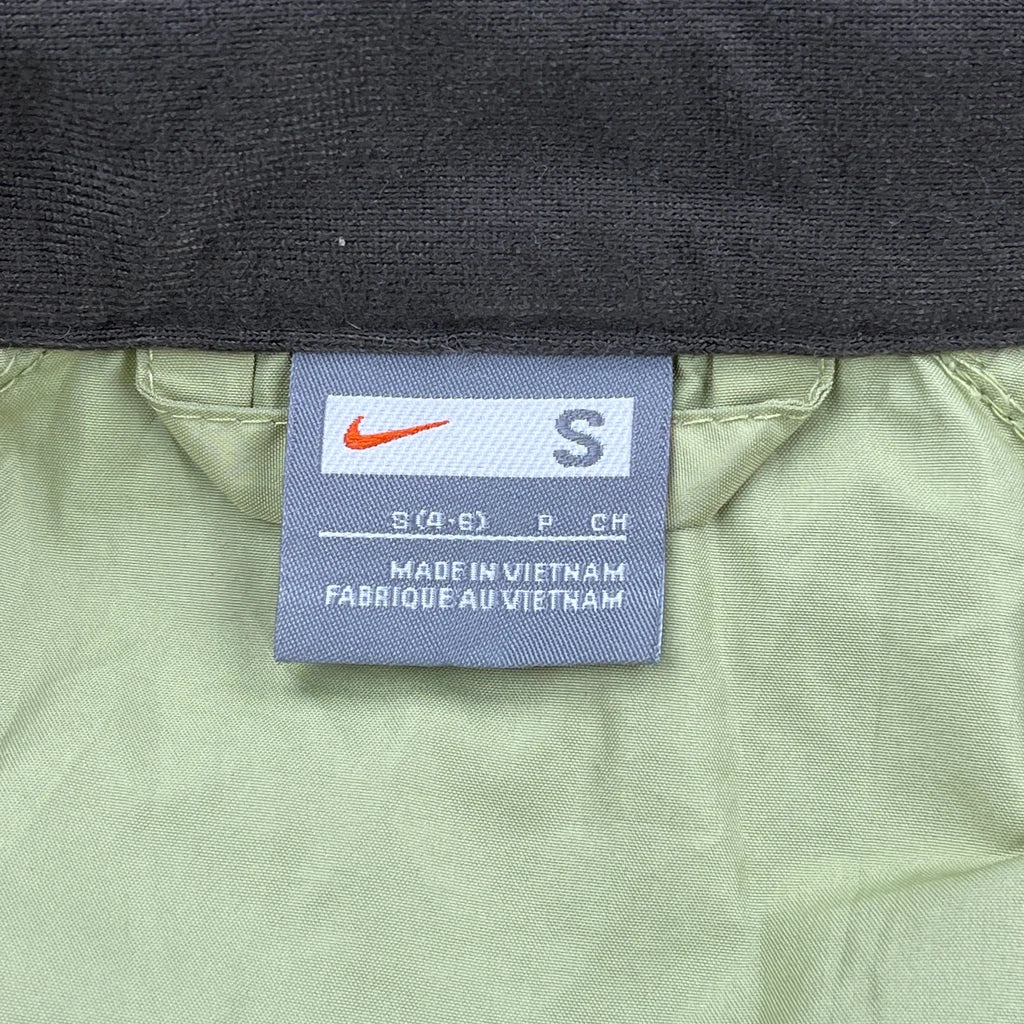 S
S (4-6) P CH
MADE IN VIETNAM
FABRIQUE AU VIETNAM